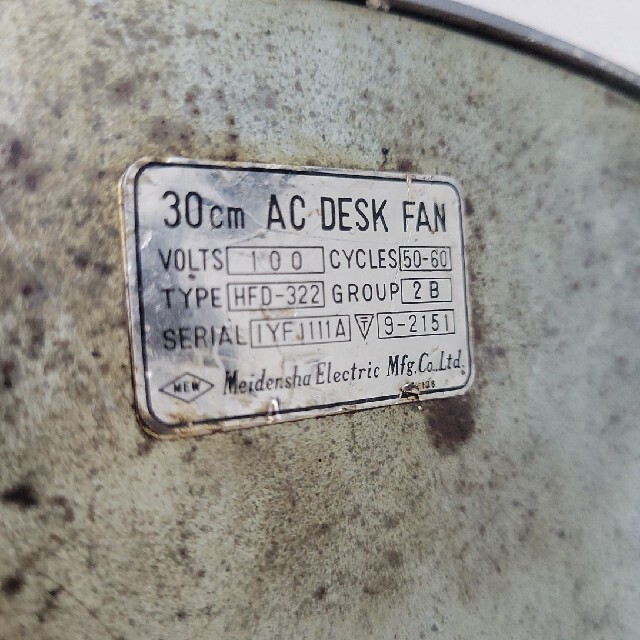 30cm AC DESK FAN
VOLTS 100 CYCLES 50-60
TYPE HFD-322 GROUP 2B
SERIAL 1YFJ111A ▽ 9-2151
MEW Meidensha Electric Mfg. Co. Ltd.